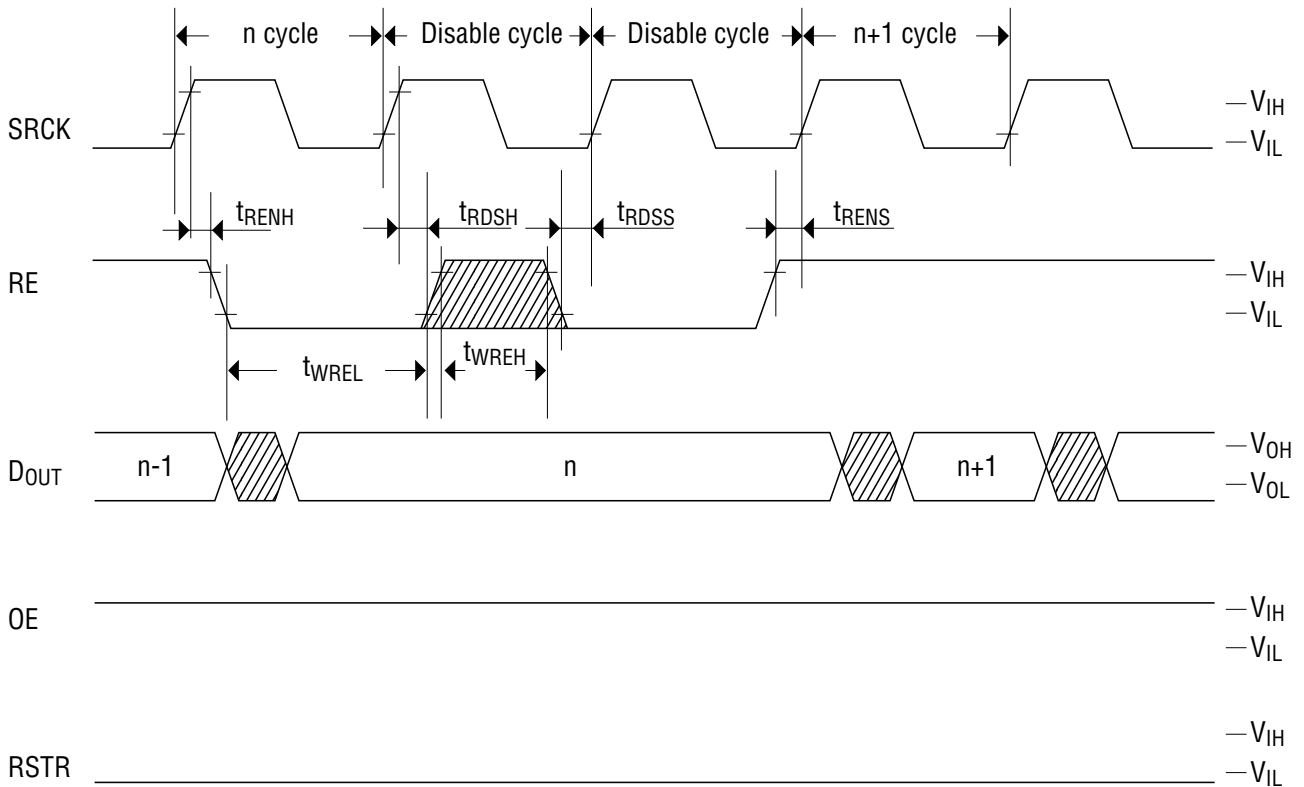 n cycle Disable cycle Disable cycle n+1 cycle
SRCK
VIH
VIL
tRENH tRDSH tRDSS tRENS
RE
VIH
VIL
tWREL tWREH
DOUT n-1 n n+1
VOH
VOL
OE
VIH
VIL
RSTR
VIH
VIL